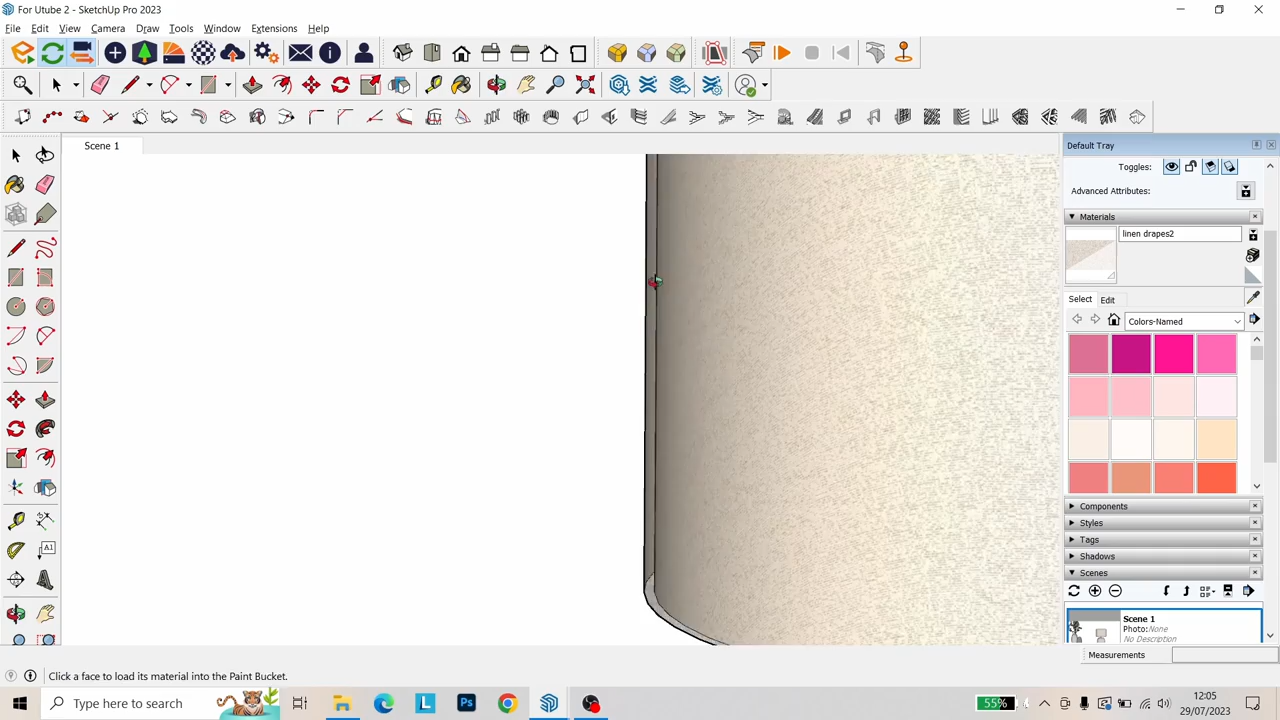 For Utube 2 - SketchUp Pro 2023
File Edit View Camera Draw Tools Window Extensions Help
Scene 1
Default Tray
Toggles:
Advanced Attributes:
Materials
linen drapes2
Select Edit
Colors-Named
Components
Styles
Tags
Shadows
Scenes
Scene 1
Photo:None
No Description
Measurements
Click a face to load its material into the Paint Bucket.
Type here to search
L
Ps
55%
12:05
29/07/2023
A1